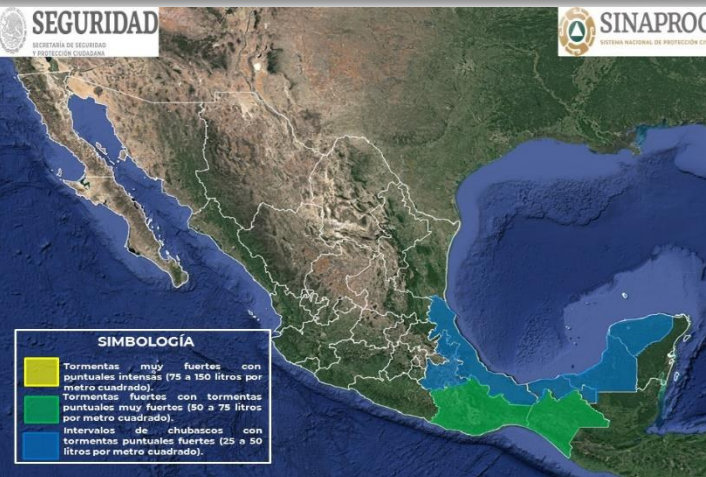 SEGURIDAD
SECRETARÍA DE SEGURIDAD
Y PROTECCIÓN CIUDADANA
SINAPROC
SISTEMA NACIONAL DE PROTECCIÓN CI
SIMBOLOGÍA
Tormentas muy fuertes con
puntuales intensas (75 a 150 litros por
metro cuadrado).
Tormentas fuertes con tormentas
puntuales muy fuertes (50 a 75 litros
por metro cuadrado).
Intervalos de chubascos con
tormentas puntuales fuertes (25 a 50
litros por metro cuadrado).